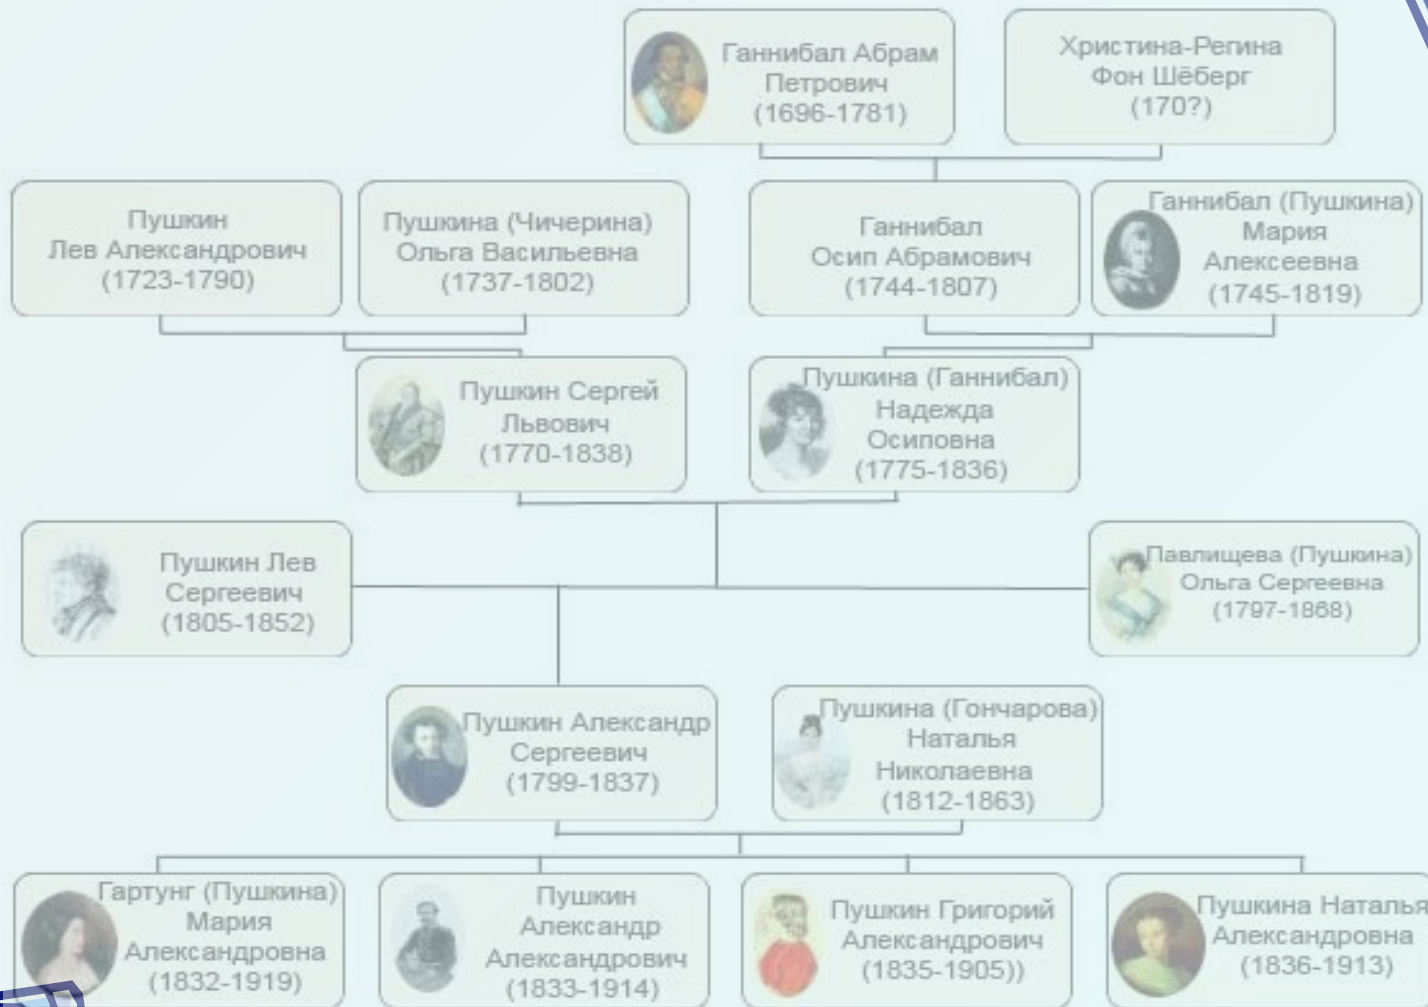 Ганнибал Абрам
Петрович
(1696-1781)
Христина-Регина
Фон Шёберг
(170?)
Пушкин
Лев Александрович
(1723-1790)
Пушкина (Чичерина)
Ольга Васильевна
(1737-1802)
Ганнибал
Осип Абрамович
(1744-1807)
Ганнибал (Пушкина)
Мария
Алексеевна
(1745-1819)
Пушкин Сергей
Львович
(1770-1838)
Пушкина (Ганнибал)
Надежда
Осиповна
(1775-1836)
Пушкин Лев
Сергеевич
(1805-1852)
Павлищева (Пушкина)
Ольга Сергеевна
(1797-1868)
Пушкин Александр
Сергеевич
(1799-1837)
Пушкина (Гончарова)
Наталья
Николаевна
(1812-1863)
Гартунг (Пушкина)
Мария
Александровна
(1832-1919)
Пушкин
Александр
Александрович
(1833-1914)
Пушкин Григорий
Александрович
(1835-1905))
Пушкина Наталья
Александровна
(1836-1913)